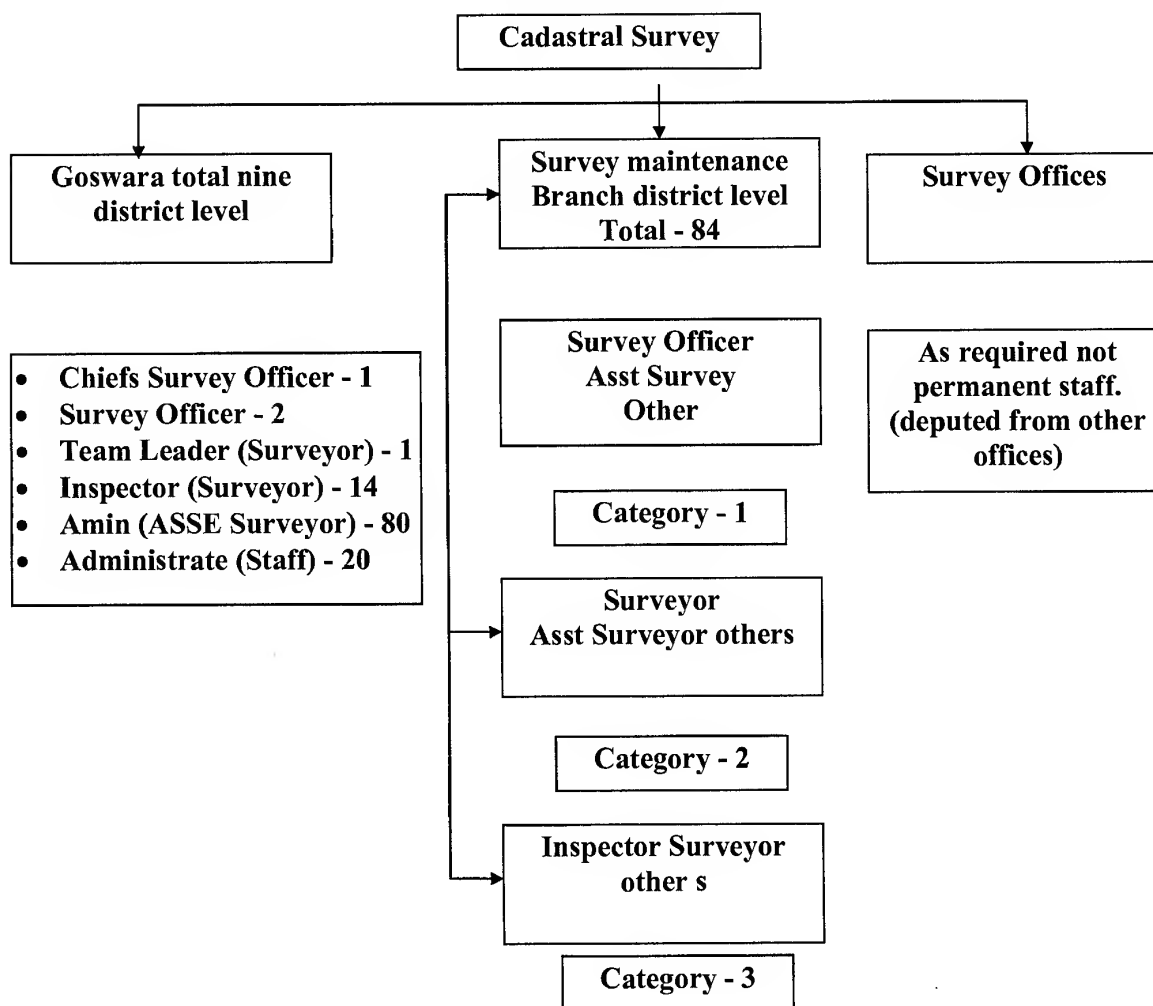 Cadastral Survey
Goswara total nine
district level
Survey maintenance
Branch district level
Total - 84
Survey Offices
• Chiefs Survey Officer - 1
• Survey Officer - 2
• Team Leader (Surveyor) - 1
• Inspector (Surveyor) - 14
• Amin (ASSE Surveyor) - 80
• Administrate (Staff) - 20
Survey Officer
Asst Survey
Other
As required not
permanent staff.
(deputed from other
offices)
Category - 1
Surveyor
Asst Surveyor others
Category - 2
Inspector Surveyor
other s
Category - 3